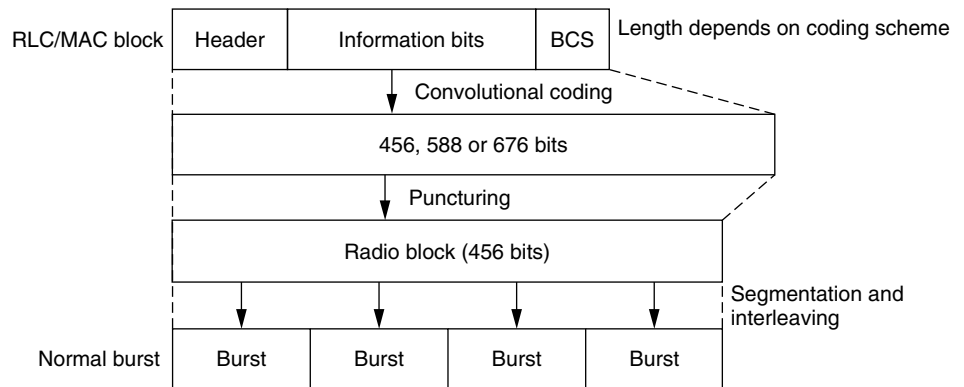 RLC/MAC block
Header
Information bits
BCS
Length depends on coding scheme
Convolutional coding
456, 588 or 676 bits
Puncturing
Radio block (456 bits)
Segmentation and
interleaving
Normal burst
Burst
Burst
Burst
Burst